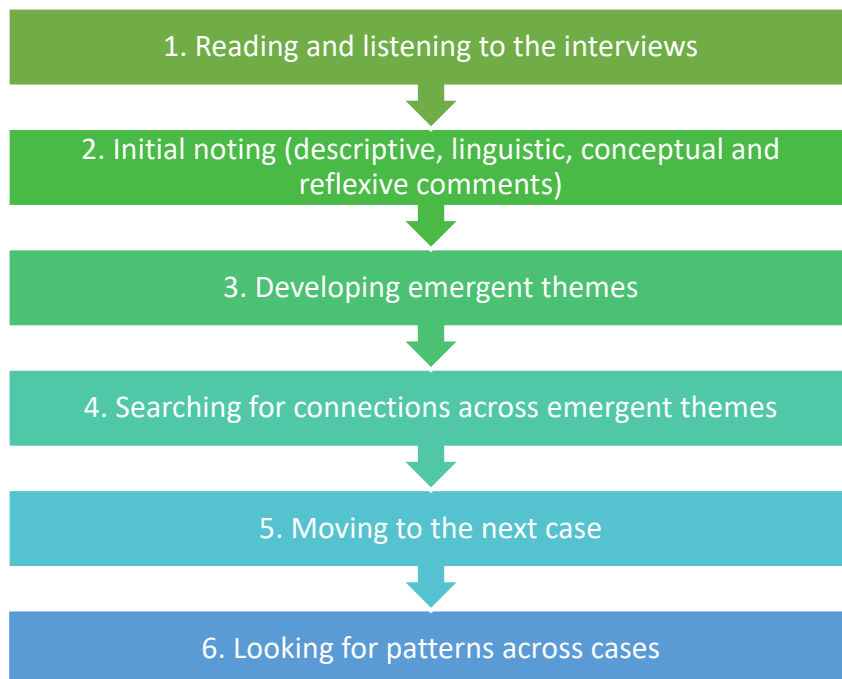 1. Reading and listening to the interviews
2. Initial noting (descriptive, linguistic, conceptual and
reflexive comments)
3. Developing emergent themes
4. Searching for connections across emergent themes
5. Moving to the next case
6. Looking for patterns across cases